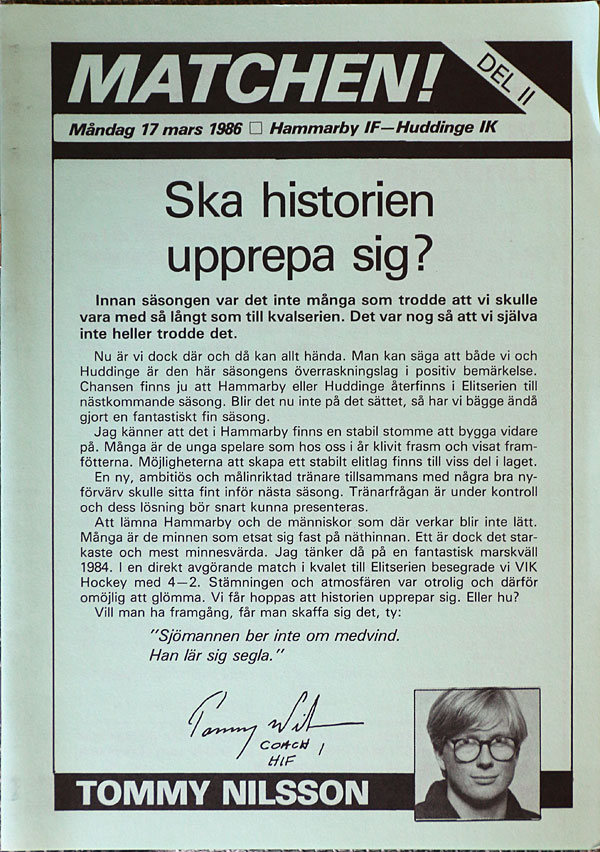 MATCHEN!
DEL II
Måndag 17 mars 1986 □ Hammarby IF—Huddinge IK
Ska historien
upprepa sig?
Innan säsongen var det inte många som trodde att vi skulle
vara med så långt som till kvalserien. Det var nog så att vi själva
inte heller trodde det.
Nu är vi dock där och då kan allt hända. Man kan säga att både vi och
Huddinge är den här säsongens överraskningslag i positiv bemärkelse.
Chansen finns ju att Hammarby eller Huddinge återfinns i Elitserien till
nästkommande säsong. Blir det nu inte på det sättet, så har vi bägge ändå
gjort en fantastiskt fin säsong.
Jag känner att det i Hammarby finns en stabil stomme att bygga vidare
på. Många är de unga spelare som hos oss i år klivit frasm och visat fram-
fötterna. Möjligheterna att skapa ett stabilt elitlag finns till viss del i laget.
En ny, ambitiös och målinriktad tränare tillsammans med några bra ny-
förvärv skulle sitta fint inför nästa säsong. Tränarfrågan är under kontroll
och dess lösning bör snart kunna presenteras.
Att lämna Hammarby och de människor som där verkar blir inte lätt.
Många är de minnen som etsat sig fast på näthinnan. Ett är dock det star-
kaste och mest minnesvärda. Jag tänker då på en fantastisk marskväll
1984. I en direkt avgörande match i kvalet till Elitserien besegrade vi VIK
Hockey med 4—2. Stämningen och atmosfären var otrolig och därför
omöjlig att glömma. Vi får hoppas att historien upprepar sig. Eller hu?
Vill man ha framgång, får man skaffa sig det, ty:
"Sjömannen ber inte om medvind.
Han lär sig segla."
Tommy Nilsson
COACH /
HIF
TOMMY NILSSON